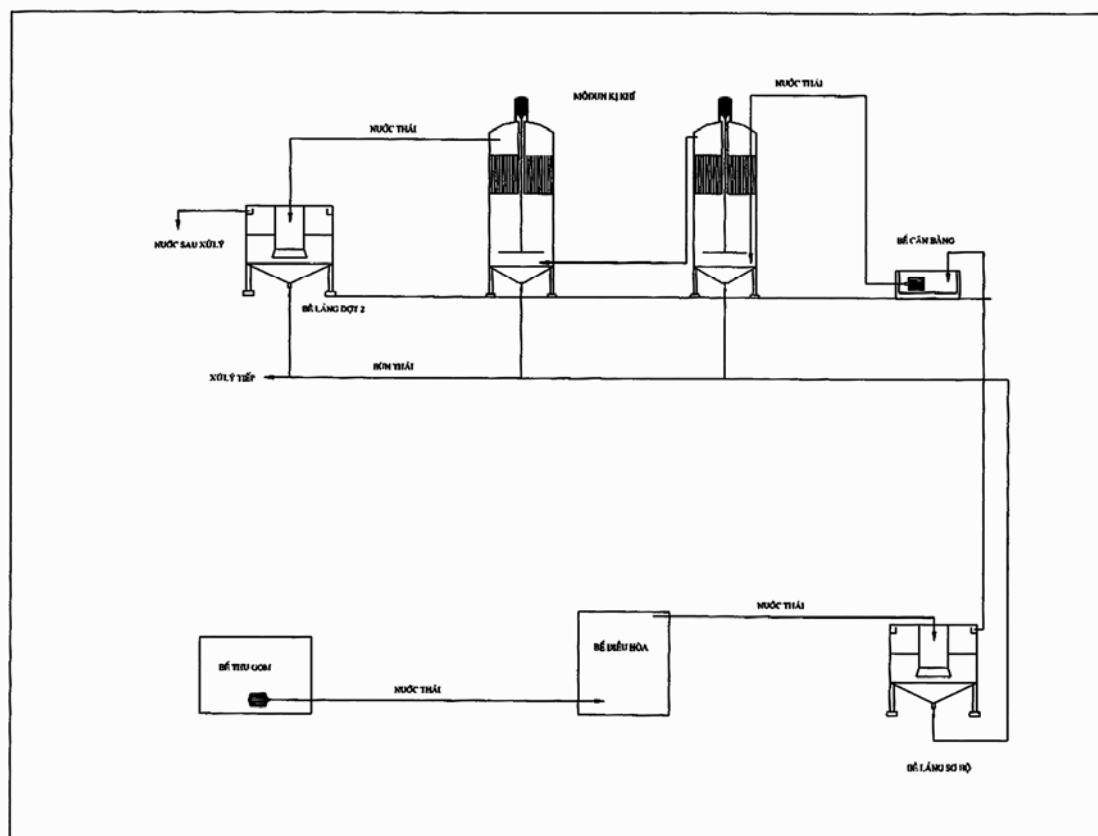 NƯỚC THẢI
MÔĐUN KỊ KHÍ
NƯỚC THẢI
NƯỚC SAU XỬ LÝ
BỂ CÂN BẰNG
BỂ LẮNG ĐỢT 2
XỬ LÝ TIẾP
BÙN THẢI
NƯỚC THẢI
BỂ THU GOM
BỂ ĐIỀU HÒA
NƯỚC THẢI
BỂ LẮNG SƠ BỘ